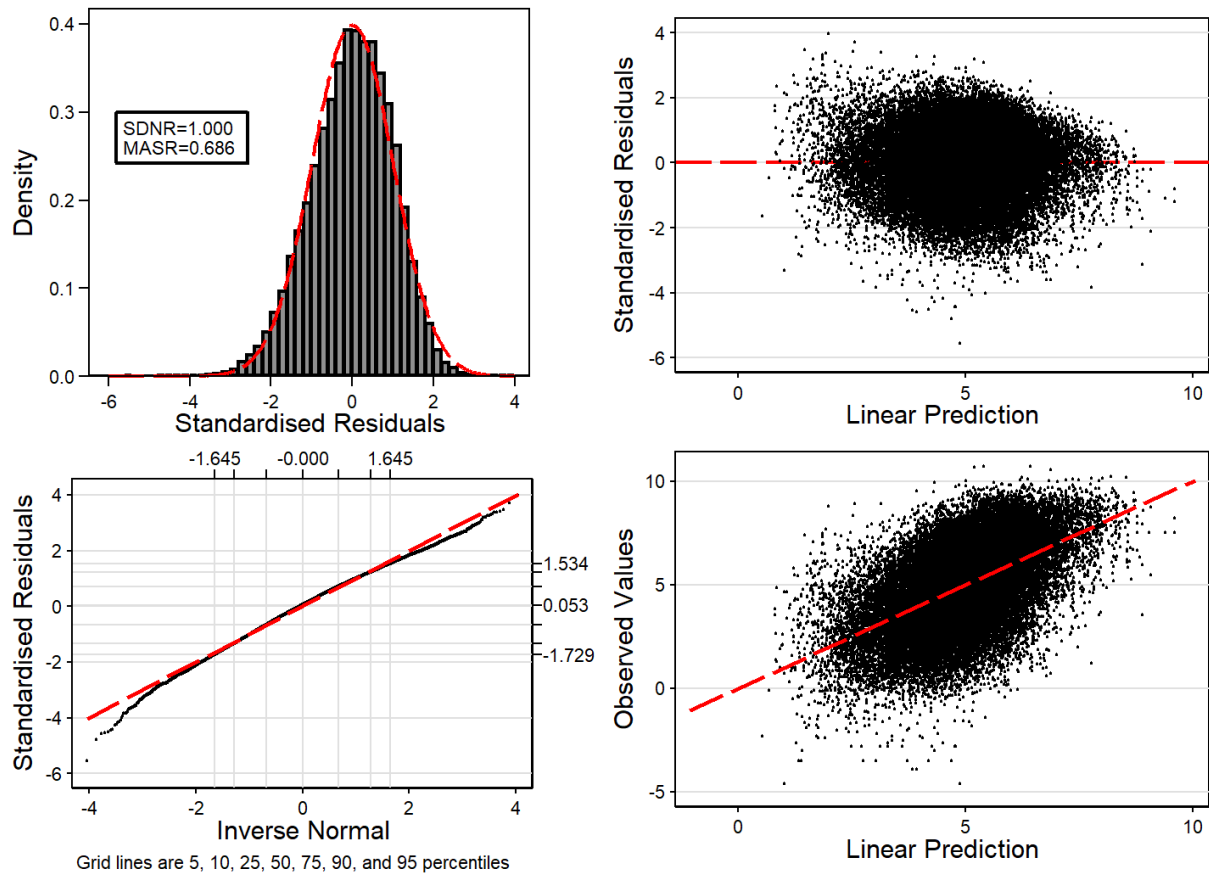 SDNR=1.000
MASR=0.686
Density
0.4
0.3
0.2
0.1
0.0
-6 -4 -2 0 2 4
Standardised Residuals
Standardised Residuals
4
2
0
-2
-4
-6
0 5 10
Linear Prediction
-1.645 -0.000 1.645
Standardised Residuals
4
2
0
-2
-4
-6
1.534
0.053
-1.729
-4 -2 0 2 4
Inverse Normal
Grid lines are 5, 10, 25, 50, 75, 90, and 95 percentiles
Observed Values
10
5
0
-5
0 5 10
Linear Prediction